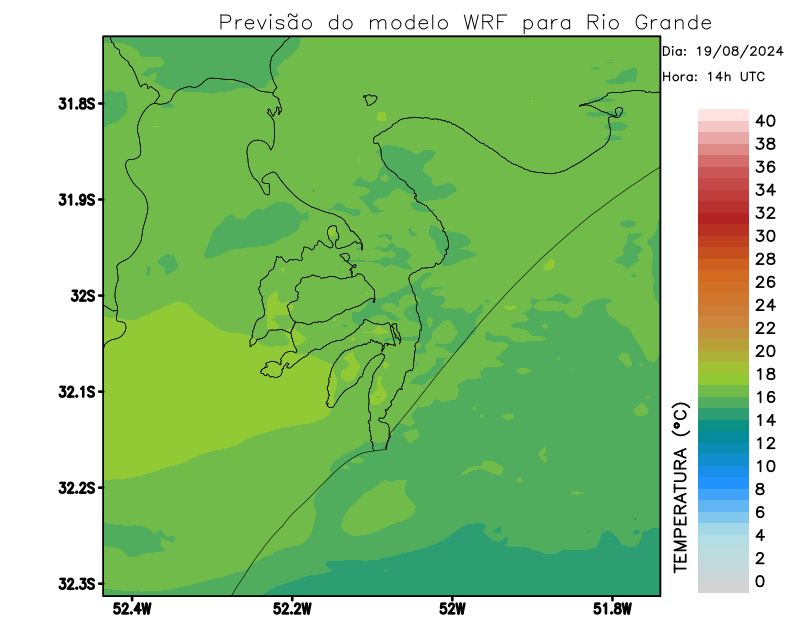 Previsão do modelo WRF para Rio Grande
Dia: 19/08/2024
Hora: 14h UTC
31.8S
31.9S
32S
32.1S
32.2S
32.3S
52.4W
52.2W
52W
51.8W
TEMPERATURA (°C)
40
38
36
34
32
30
28
26
24
22
20
18
16
14
12
10
8
6
4
2
0